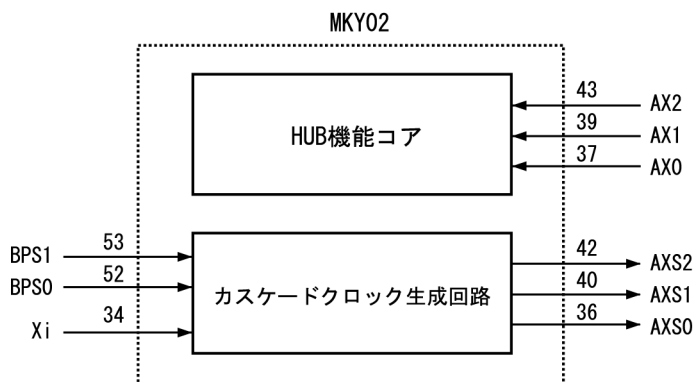 MKY02
HUB機能コア
43 AX2
39 AX1
37 AX0
BPS1 53
BPS0 52
Xi 34
カスケードクロック生成回路
42 AXS2
40 AXS1
36 AXS0